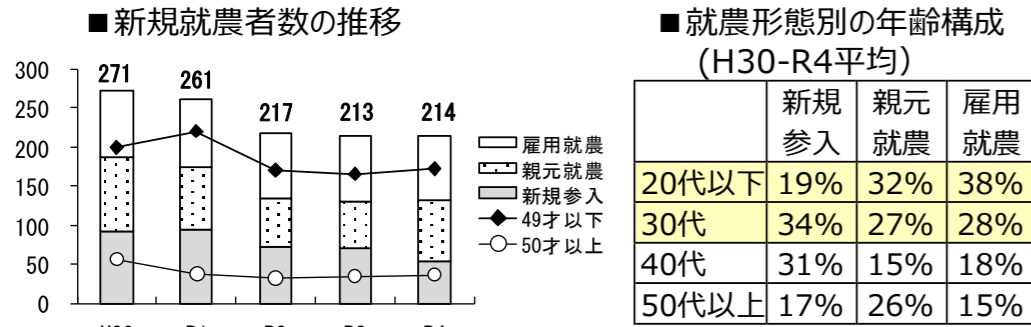 ■新規就農者数の推移
300
250
200
150
100
50
0
271
261
217
213
214
雇用就農
親元就農
新規参入
49才以下
50才以上
■就農形態別の年齢構成
(H30-R4平均)
新規参入 親元就農 雇用就農
20代以下 19% 32% 38%
30代 34% 27% 28%
40代 31% 15% 18%
50代以上 17% 26% 15%